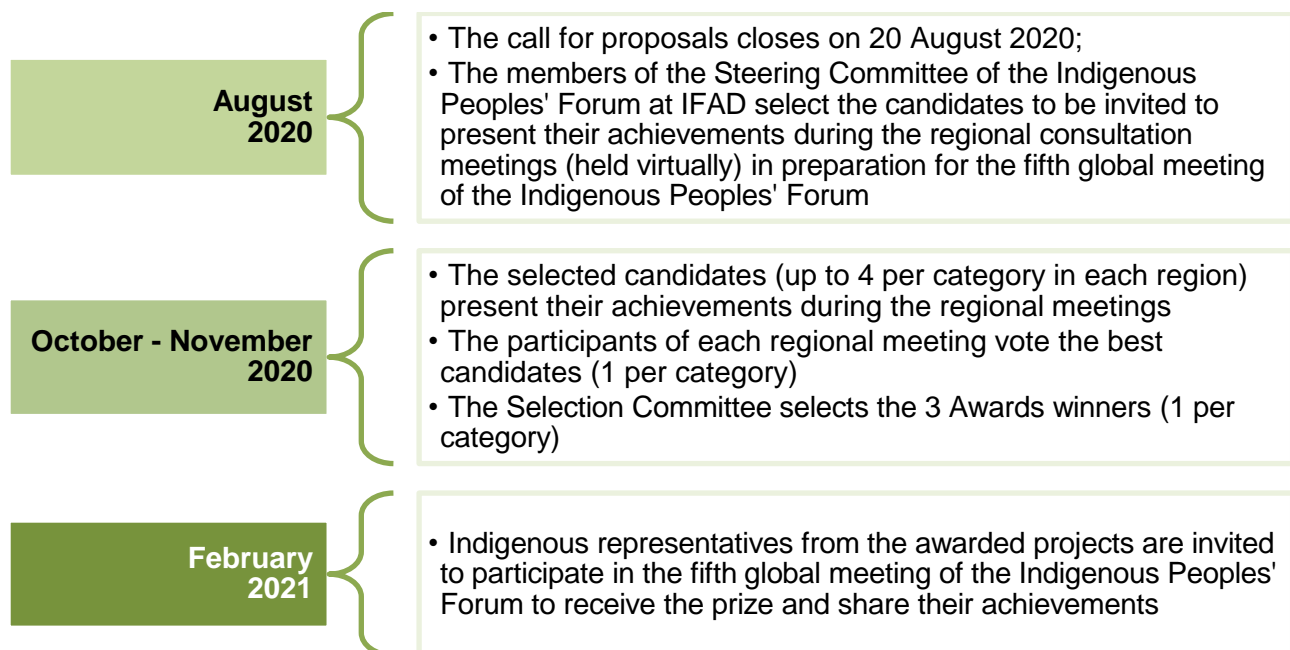 August
2020
• The call for proposals closes on 20 August 2020;
• The members of the Steering Committee of the Indigenous
Peoples' Forum at IFAD select the candidates to be invited to
present their achievements during the regional consultation
meetings (held virtually) in preparation for the fifth global meeting
of the Indigenous Peoples' Forum
October - November
2020
• The selected candidates (up to 4 per category in each region)
present their achievements during the regional meetings
• The participants of each regional meeting vote the best
candidates (1 per category)
• The Selection Committee selects the 3 Awards winners (1 per
category)
February
2021
• Indigenous representatives from the awarded projects are invited
to participate in the fifth global meeting of the Indigenous Peoples'
Forum to receive the prize and share their achievements